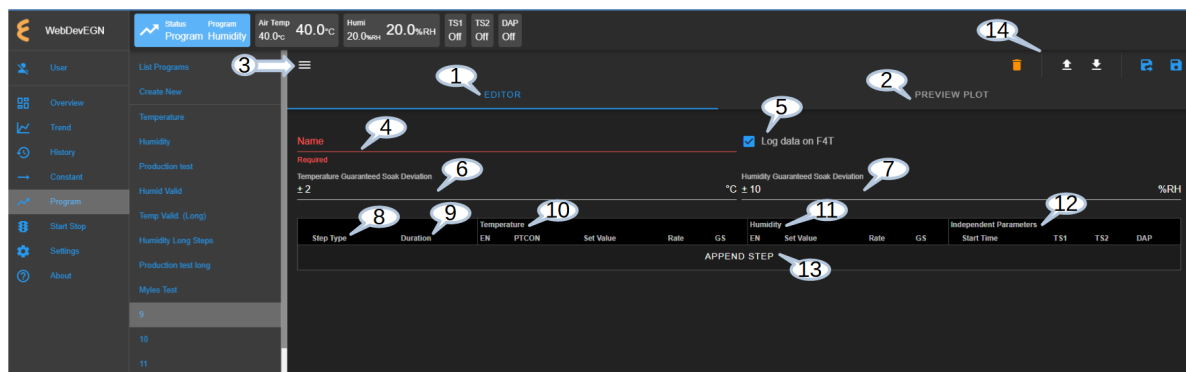 WebDevEGN
Status Program
Program Humidity
Air Temp
40.0°C
40.0°C
Humi
20.0%RH
20.0%RH
TS1
Off
TS2
Off
DAP
Off
14
User
Overview
Trend
History
Constant
Program
Start Stop
Settings
About
List Programs
Create New
Temperature
Humidity
Production test
Humid Valid
Temp Valid (Long)
Humidity Long Steps
Production test long
Myles Test
9
10
11
3
1
EDITOR
2
PREVIEW PLOT
4
Name
Required
5
Log data on F4T
6
Temperature Guaranteed Soak Deviation
± 2 °C
7
Humidity Guaranteed Soak Deviation
± 10 %RH
8 9 10 11 12
Temperature Humidity Independent Parameters
Step Type Duration EN PTCON Set Value Rate GS EN Set Value Rate GS Start Time TS1 TS2 DAP
APPEND STEP
13